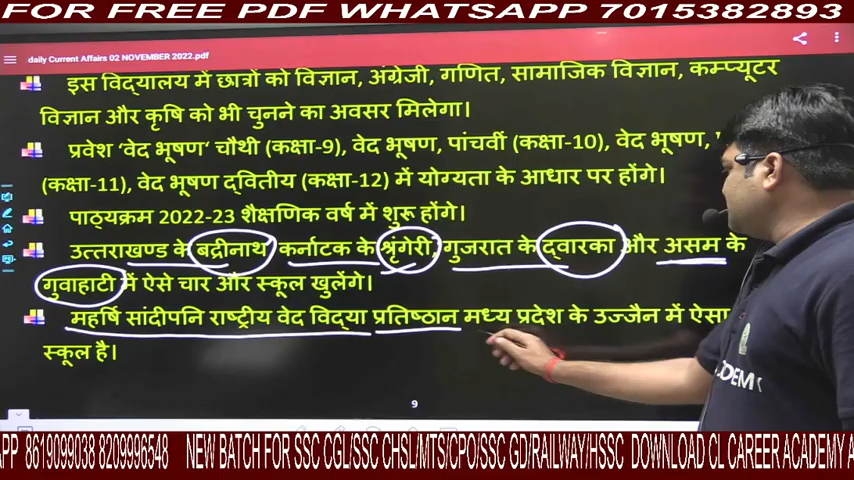 FOR FREE PDF WHATSAPP 7015382893
daily Current Affairs 02 NOVEMBER 2022.pdf
इस विद्यालय में छात्रों को विज्ञान, अंग्रेजी, गणित, सामाजिक विज्ञान, कम्प्यूटर
विज्ञान और कृषि को भी चुनने का अवसर मिलेगा।
प्रवेश ‘वेद भूषण‘ चौथी (कक्षा-9), वेद भूषण, पांचवीं (कक्षा-10), वेद भूषण,
(कक्षा-11), वेद भूषण द्वितीय (कक्षा-12) में योग्यता के आधार पर होंगे।
पाठ्यक्रम 2022-23 शैक्षणिक वर्ष में शुरू होंगे।
उत्तराखण्ड के बद्रीनाथ कर्नाटक के श्रृंगेरी, गुजरात के द्वारका और असम के
गुवाहाटी में ऐसे चार और स्कूल खुलेंगे।
महर्षि सांदीपनि राष्ट्रीय वेद विद्या प्रतिष्ठान मध्य प्रदेश के उज्जैन में ऐसा
स्कूल है।
9
APP 8619099038 8209996548 NEW BATCH FOR SSC CGL/SSC CHSL/MTS/CPO/SSC GD/RAILWAY/HSSC DOWNLOAD CL CAREER ACADEMY A